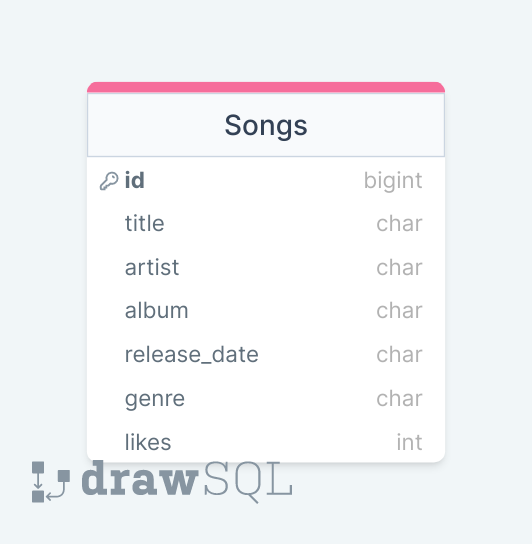 Songs
id bigint
title char
artist char
album char
release_date char
genre char
likes int
drawSQL